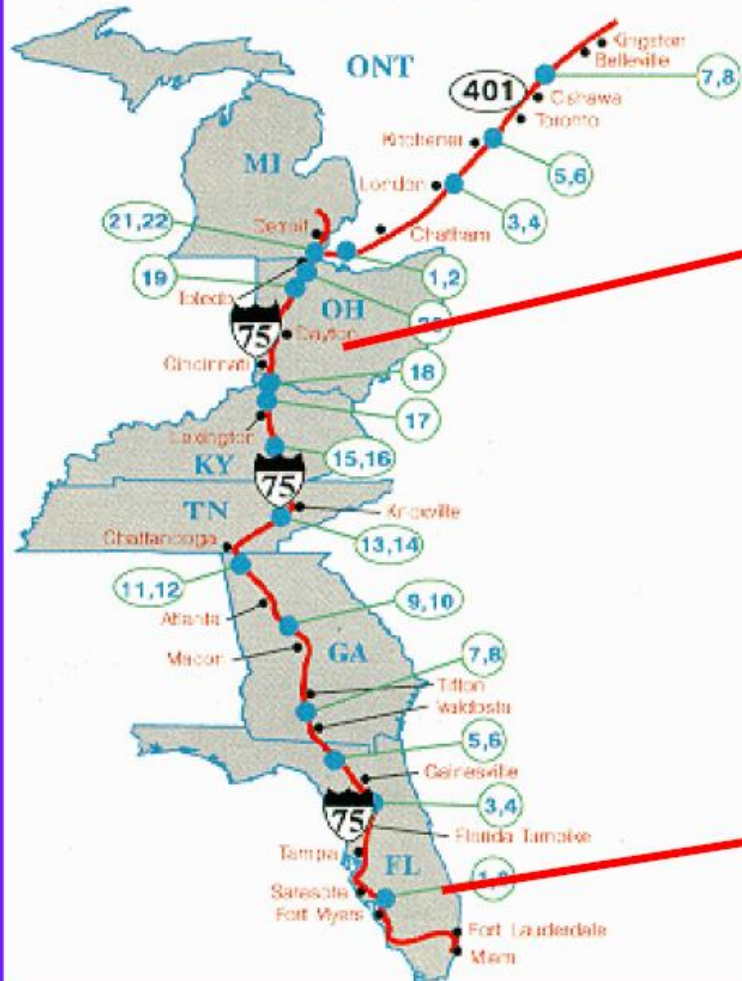 Kingston
Belleville
ONT
7,8
401
Oshawa
Toronto
Kitchener
5,6
MI
London
3,4
21,22
Detroit
Chatham
19
1,2
Toledo
OH
75
Dayton
Cincinnati
18
17
Lexington
KY
15,16
75
TN
Knoxville
Chattanooga
13,14
11,12
9,10
Atlanta
Macon
GA
7,8
Tifton
Valdosta
5,6
Gainesville
75
3,4
Tampa
FL
Sarasota
Fort Myers
Fort Lauderdale
Miami